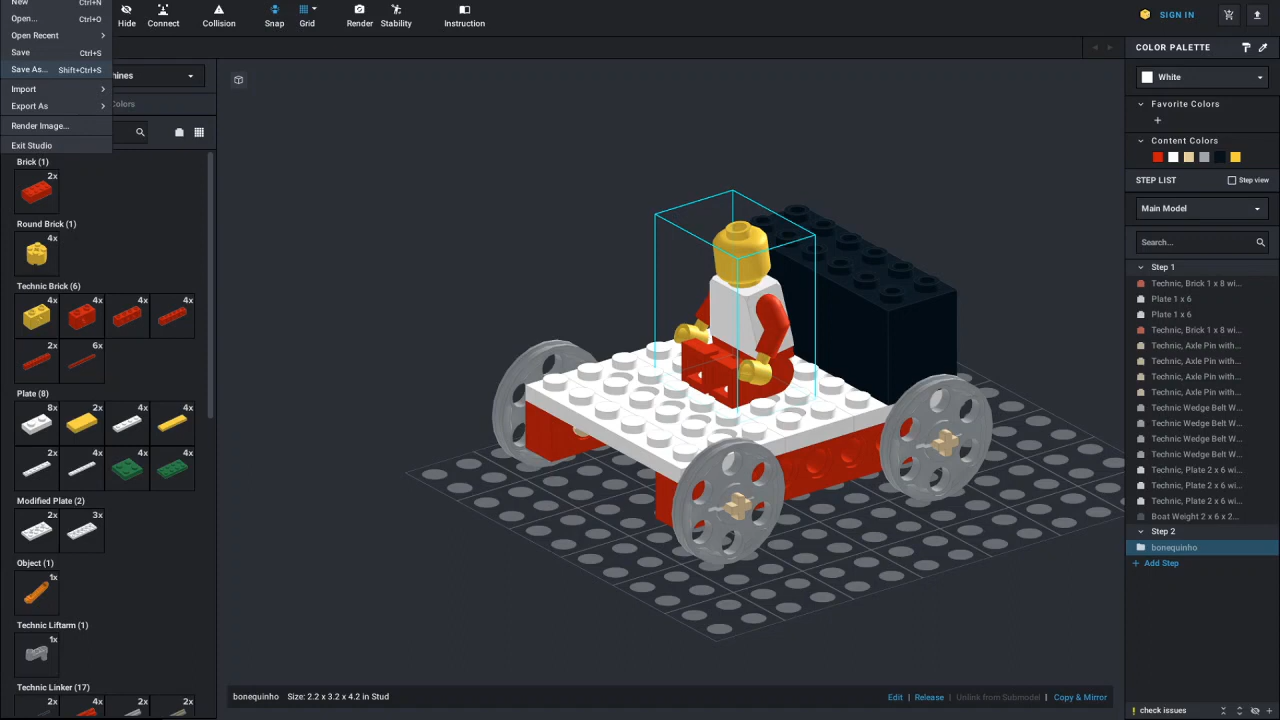 New Ctrl+N
Open... Ctrl+O
Open Recent
Save Ctrl+S
Save As... Shift+Ctrl+S
Import
Export As
Render Image...
Exit Studio
Hide
Connect
Collision
Snap
Grid
Render
Stability
Instruction
SIGN IN
hines
Colors
Brick (1)
2x
Round Brick (1)
4x
Technic Brick (6)
4x 4x 4x 4x
2x 6x
Plate (8)
8x 2x 4x 4x
2x 4x 4x 4x
Modified Plate (2)
2x 3x
Object (1)
1x
Technic Liftarm (1)
1x
Technic Linker (17)
2x 4x 2x 2x
bonequinho Size: 2.2 x 3.2 x 4.2 in Stud
Edit | Release | Unlink from Submodel | Copy & Mirror
COLOR PALETTE
White
Favorite Colors
+
Content Colors
STEP LIST Step view
Main Model
Search...
Step 1
Technic, Brick 1 x 8 wi...
Plate 1 x 6
Plate 1 x 6
Technic, Brick 1 x 8 wi...
Technic, Axle Pin with...
Technic, Axle Pin with...
Technic, Axle Pin with...
Technic, Axle Pin with...
Technic Wedge Belt W...
Technic Wedge Belt W...
Technic Wedge Belt W...
Technic Wedge Belt W...
Technic, Plate 2 x 6 wi...
Technic, Plate 2 x 6 wi...
Technic, Plate 2 x 6 wi...
Boat Weight 2 x 6 x 2...
Step 2
bonequinho
+ Add Step
! check issues